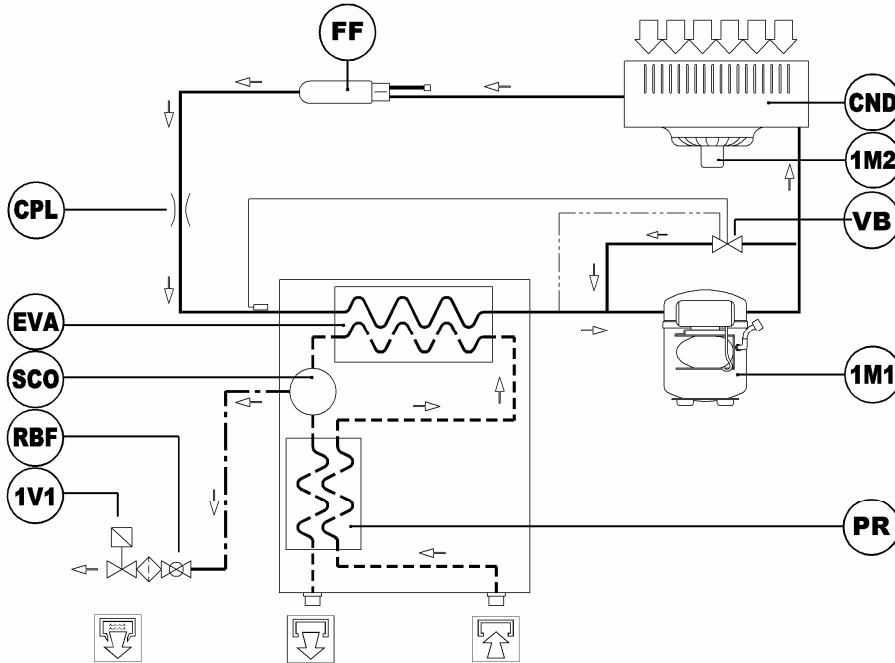 FF
CND
1M2
CPL
VB
EVA
SCO
1M1
RBF
1V1
PR